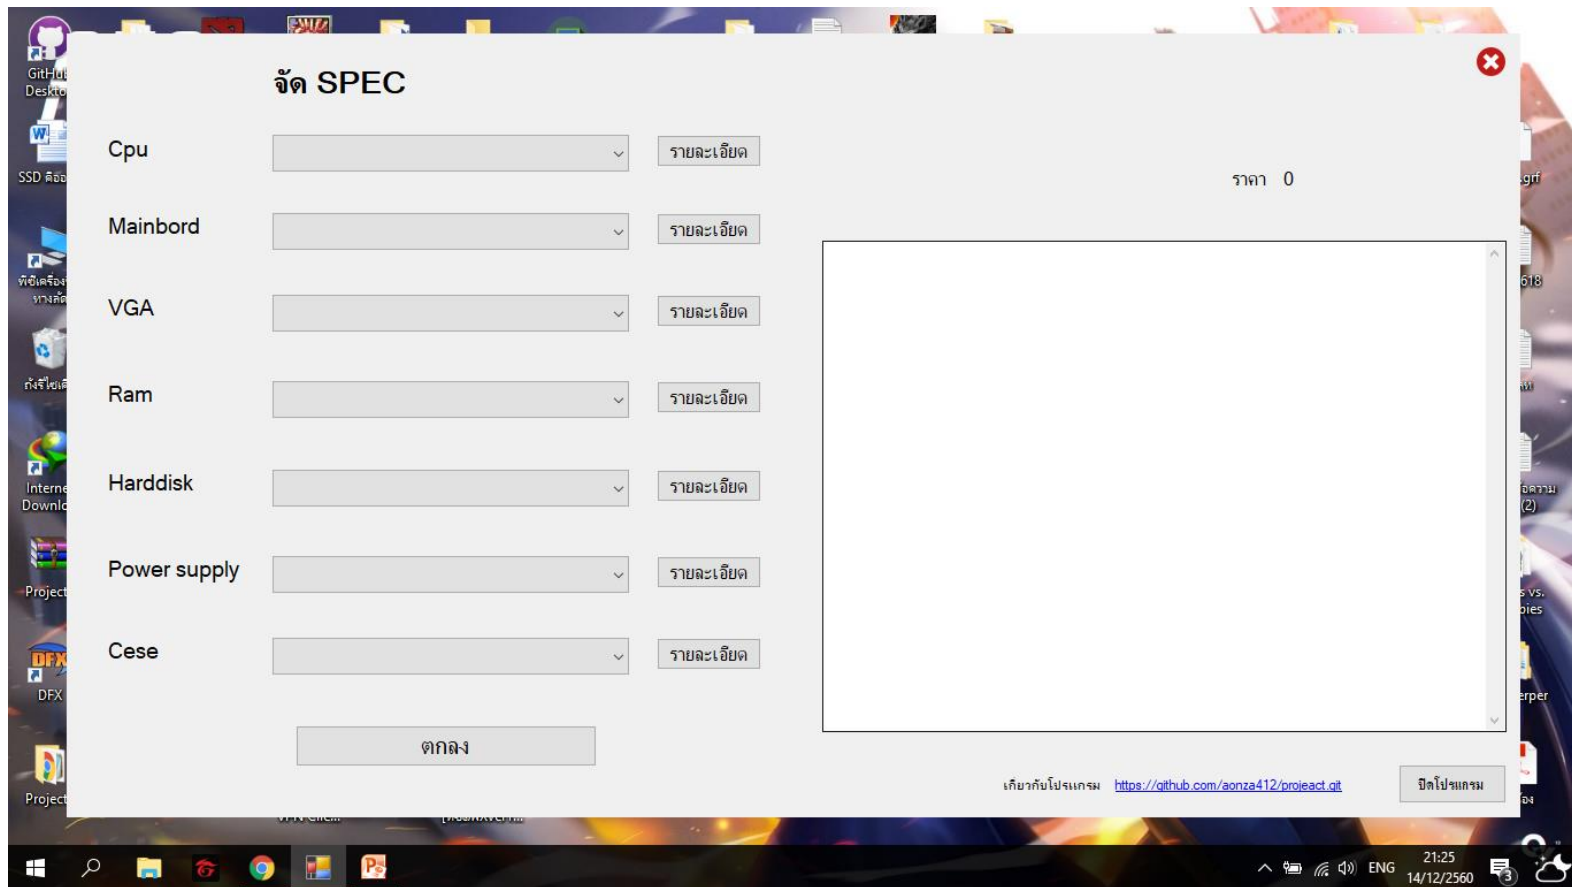 จัด SPEC
Cpu
รายละเอียด
ราคา 0
Mainbord
รายละเอียด
VGA
รายละเอียด
Ram
รายละเอียด
Harddisk
รายละเอียด
Power supply
รายละเอียด
Cese
รายละเอียด
ตกลง
เกี่ยวกับโปรแกรม https://github.com/aonza412/projeact.git
ปิดโปรแกรม
SSD
Project
DFX
Project
.grf
618
(2)
s vs.
ENG
21:25
14/12/2560
3